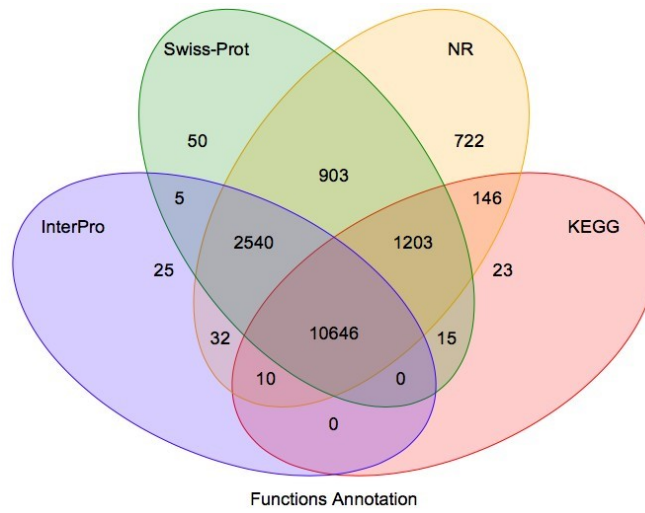 Swiss-Prot NR
50 722
903
5 146
InterPro KEGG
2540 1203
25 23
32 10646 15
10 0
0
Functions Annotation